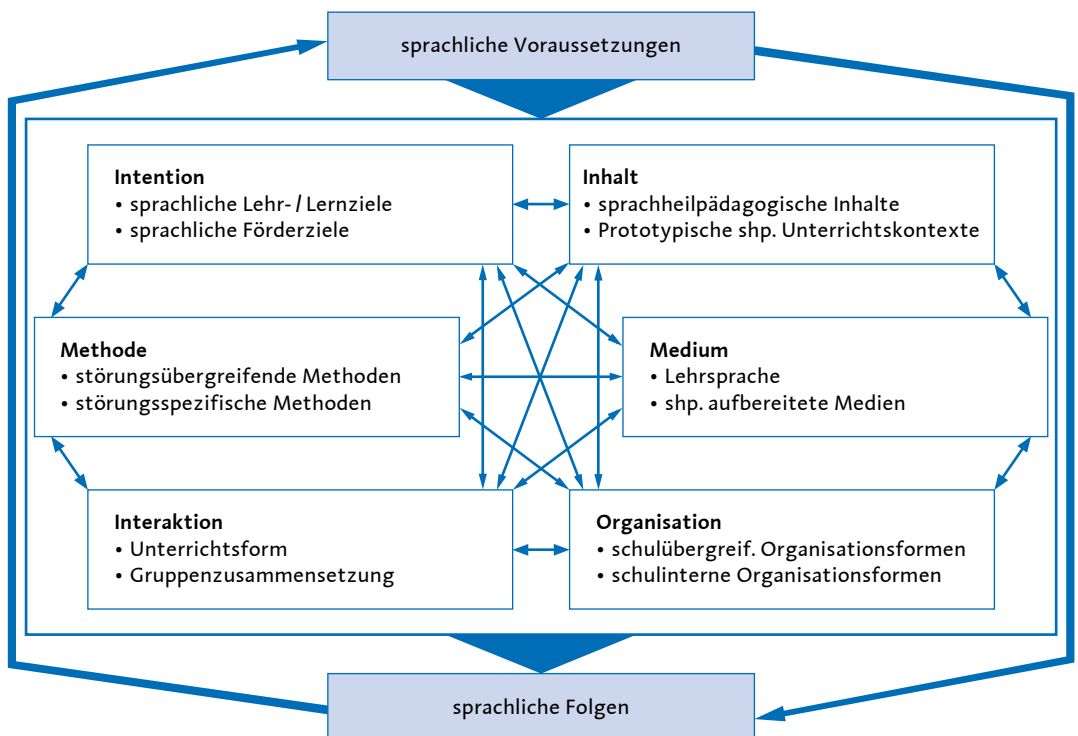 sprachliche Voraussetzungen
Intention
• sprachliche Lehr- / Lernziele
• sprachliche Förderziele
Inhalt
• sprachheilpädagogische Inhalte
• Prototypische shp. Unterrichtskontexte
Methode
• störungsübergreifende Methoden
• störungsspezifische Methoden
Medium
• Lehrsprache
• shp. aufbereitete Medien
Interaktion
• Unterrichtsform
• Gruppenzusammensetzung
Organisation
• schulübergreif. Organisationsformen
• schulinterne Organisationsformen
sprachliche Folgen